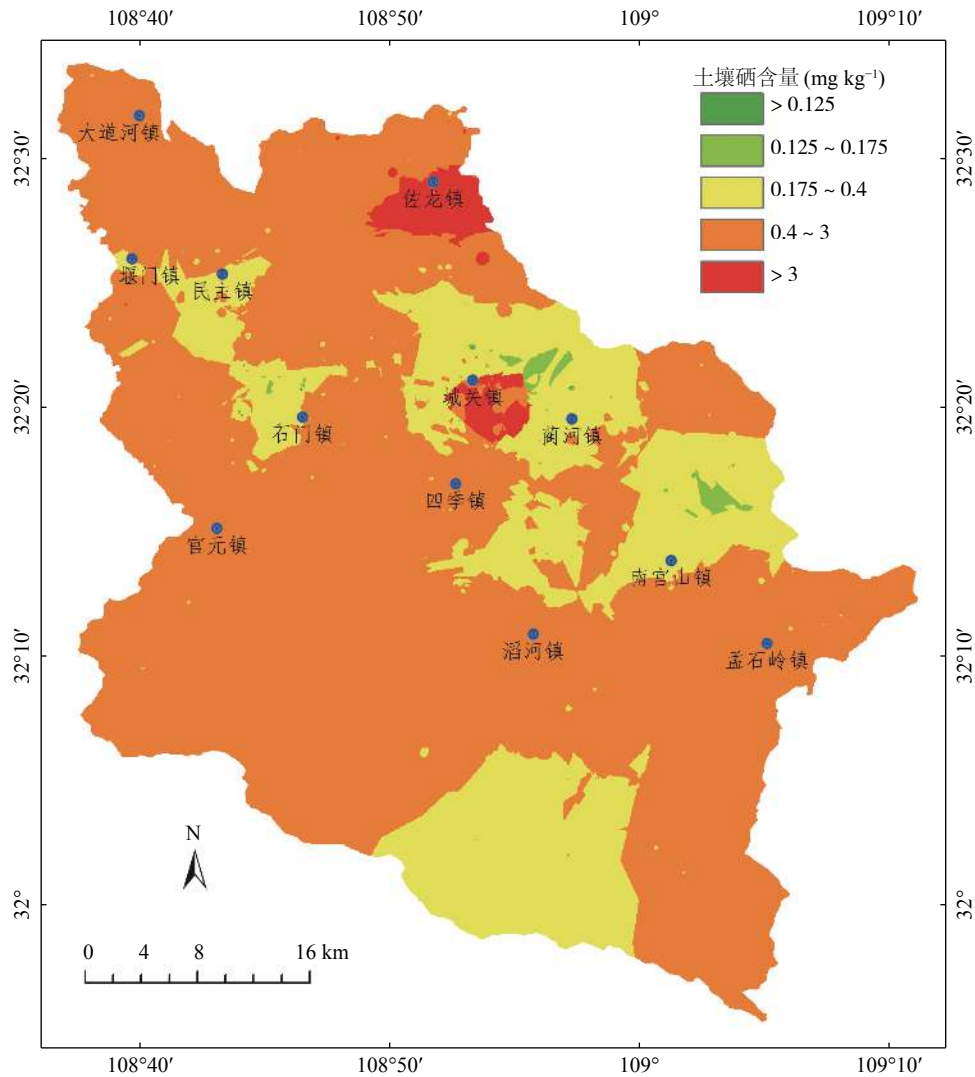 108°40′ 108°50′ 109° 109°10′
土壤硒含量 (mg kg⁻¹)
> 0.125
0.125 ~ 0.175
0.175 ~ 0.4
0.4 ~ 3
> 3
32°30′ 32°30′
大道河镇
佐龙镇
堰门镇
民主镇
32°20′ 32°20′
城关镇
石门镇
蔺河镇
四季镇
官元镇
南宫山镇
32°10′ 32°10′
滔河镇
孟石岭镇
N
32° 32°
0 4 8 16 km
108°40′ 108°50′ 109° 109°10′